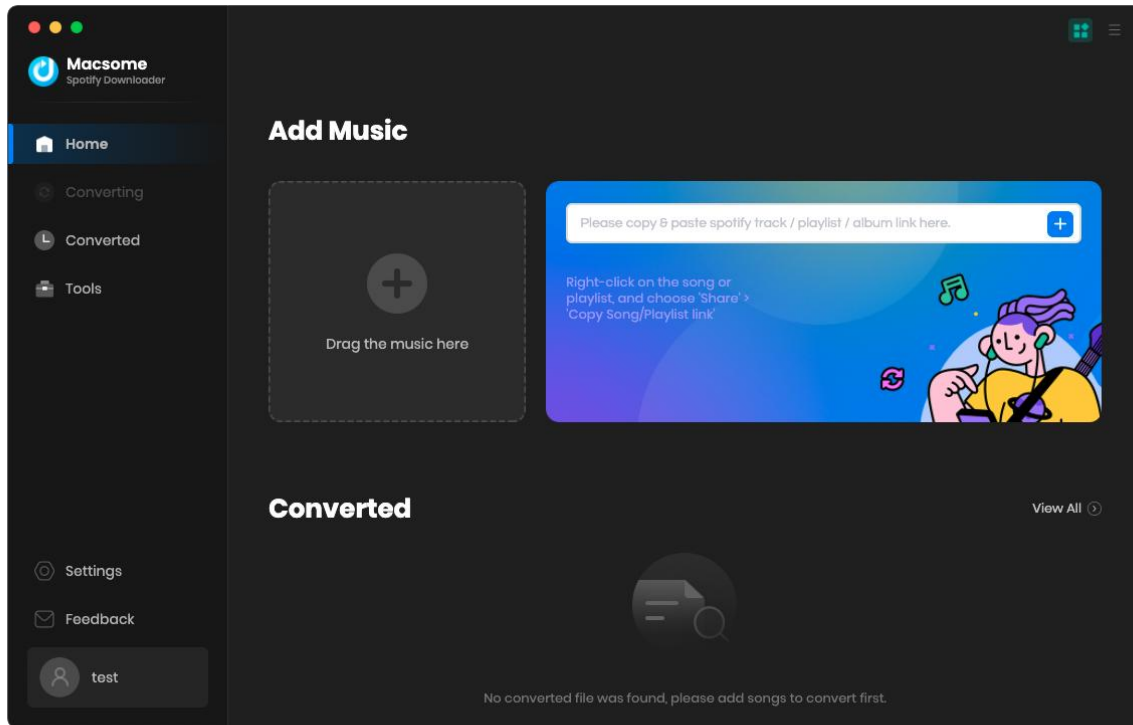 Macsome
Spotify Downloader
Home
Converting
Converted
Tools
Settings
Feedback
test
Add Music
Drag the music here
Please copy & paste spotify track / playlist / album link here.
Right-click on the song or
playlist, and choose 'Share' >
'Copy Song/Playlist link'
Converted
View All
No converted file was found, please add songs to convert first.